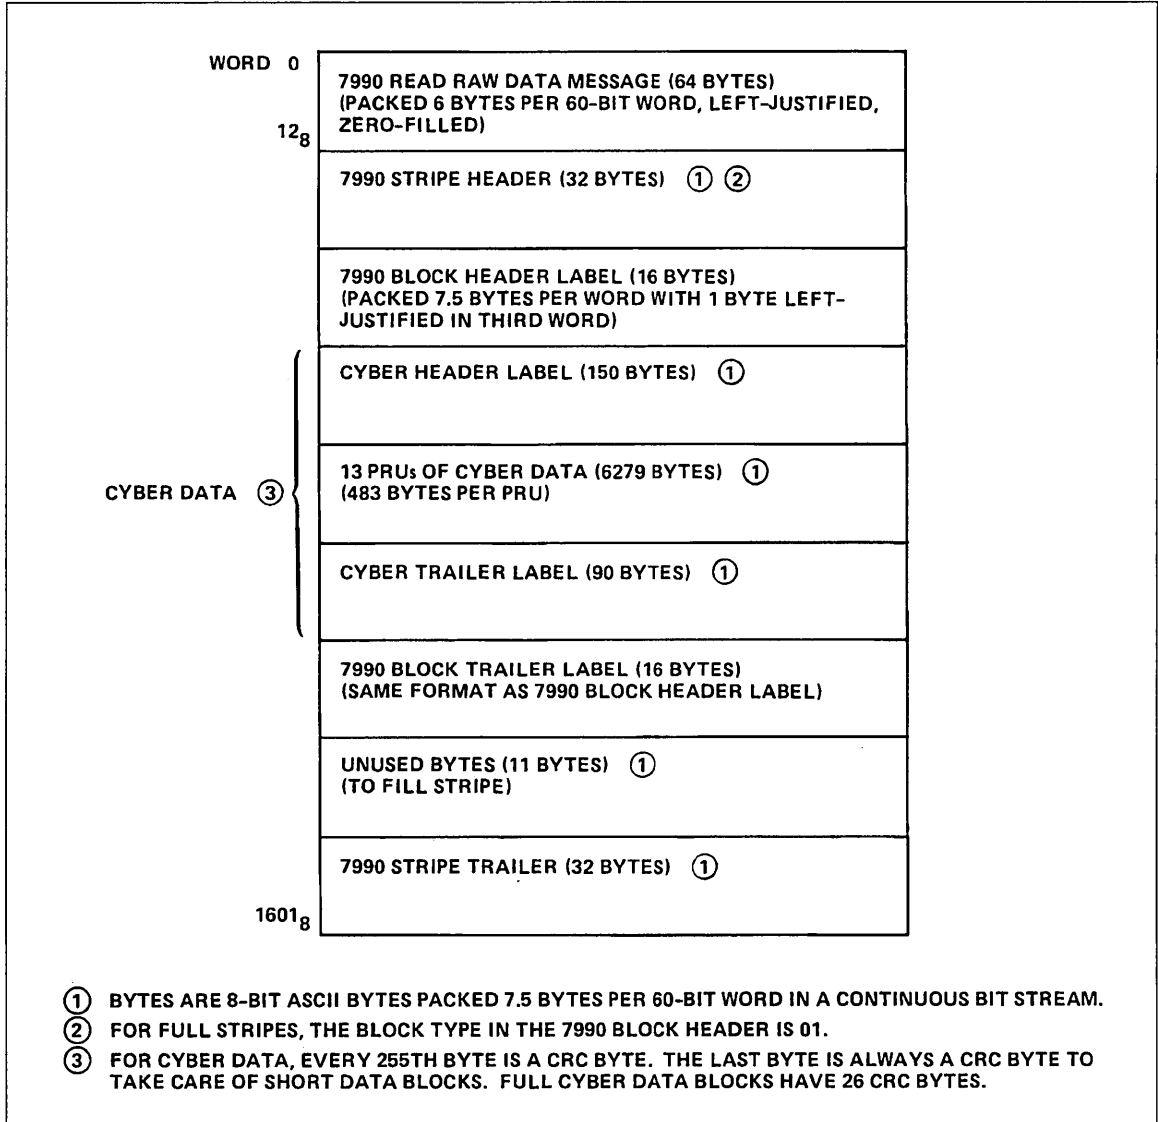 WORD 0
7990 READ RAW DATA MESSAGE (64 BYTES)
(PACKED 6 BYTES PER 60-BIT WORD, LEFT-JUSTIFIED,
ZERO-FILLED)
12₈
7990 STRIPE HEADER (32 BYTES) ① ②
7990 BLOCK HEADER LABEL (16 BYTES)
(PACKED 7.5 BYTES PER WORD WITH 1 BYTE LEFT-
JUSTIFIED IN THIRD WORD)
CYBER HEADER LABEL (150 BYTES) ①
CYBER DATA ③
13 PRUs OF CYBER DATA (6279 BYTES) ①
(483 BYTES PER PRU)
CYBER TRAILER LABEL (90 BYTES) ①
7990 BLOCK TRAILER LABEL (16 BYTES)
(SAME FORMAT AS 7990 BLOCK HEADER LABEL)
UNUSED BYTES (11 BYTES) ①
(TO FILL STRIPE)
7990 STRIPE TRAILER (32 BYTES) ①
1601₈
① BYTES ARE 8-BIT ASCII BYTES PACKED 7.5 BYTES PER 60-BIT WORD IN A CONTINUOUS BIT STREAM.
② FOR FULL STRIPES, THE BLOCK TYPE IN THE 7990 BLOCK HEADER IS 01.
③ FOR CYBER DATA, EVERY 255TH BYTE IS A CRC BYTE. THE LAST BYTE IS ALWAYS A CRC BYTE TO
TAKE CARE OF SHORT DATA BLOCKS. FULL CYBER DATA BLOCKS HAVE 26 CRC BYTES.